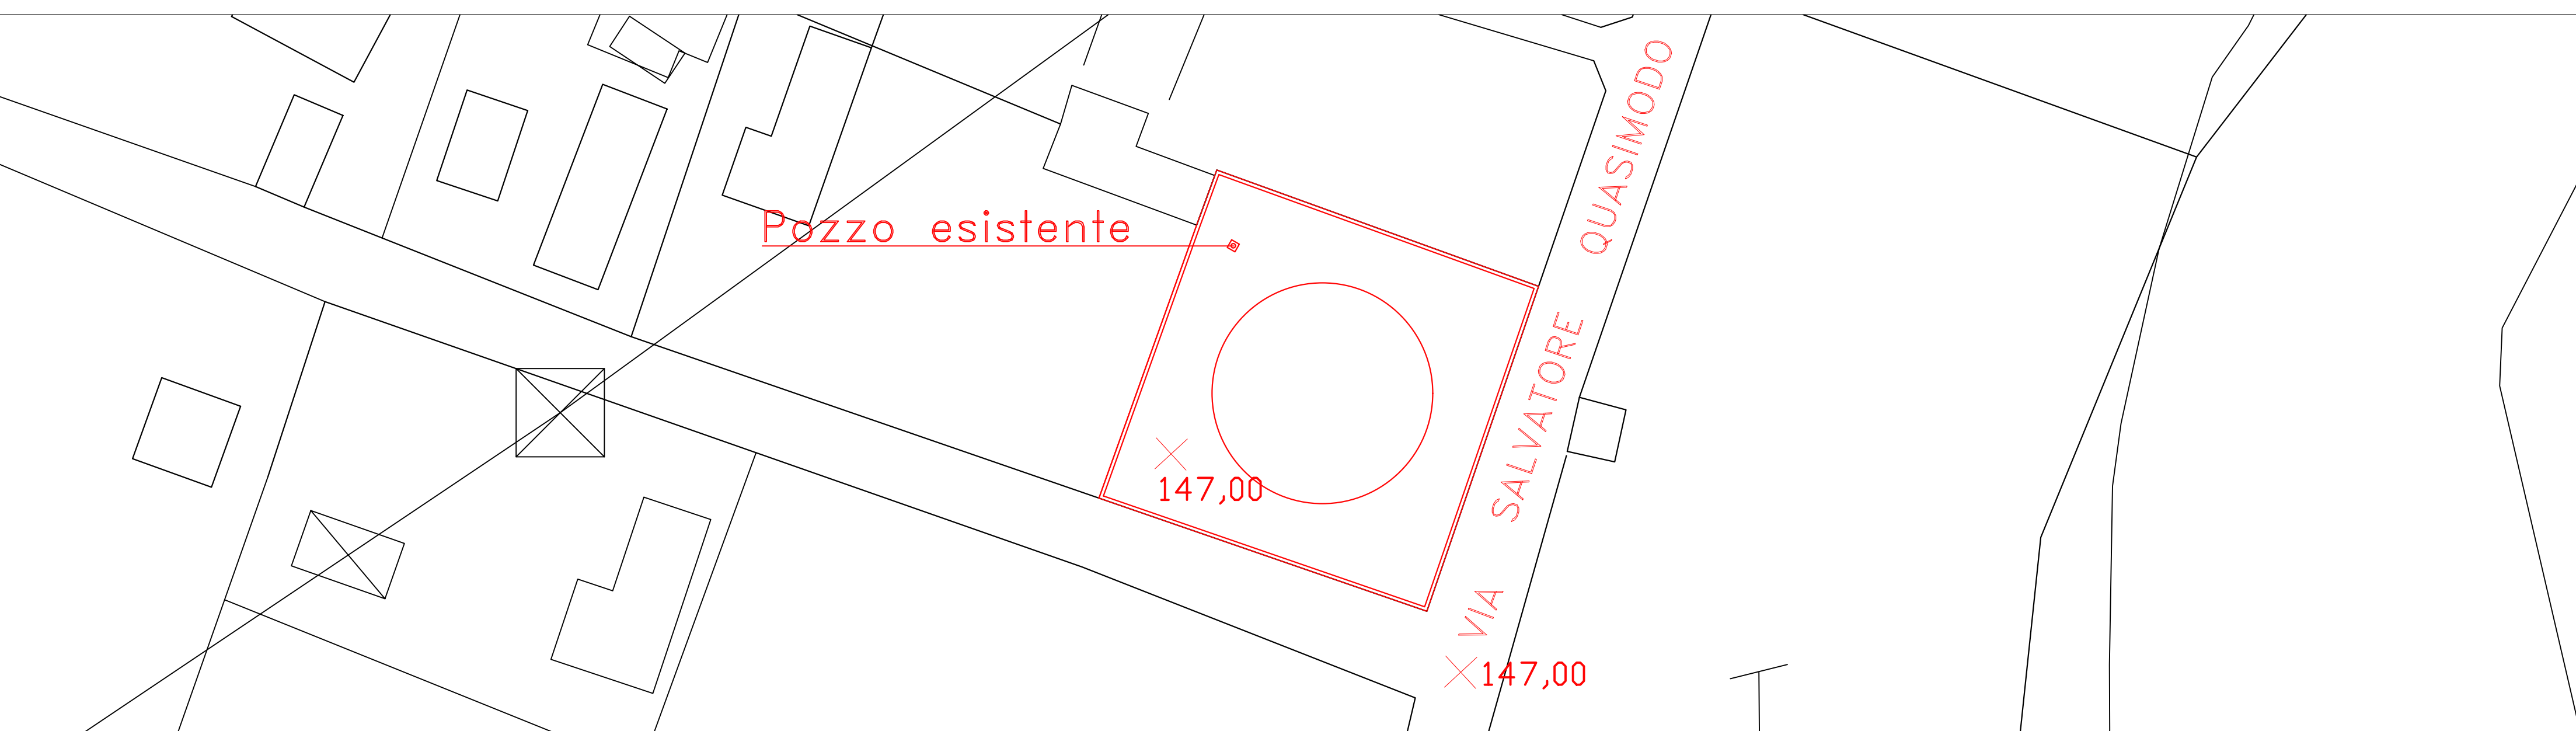 Pozzo esistente
147,00
VIA SALVATORE QUASIMODO
147,00